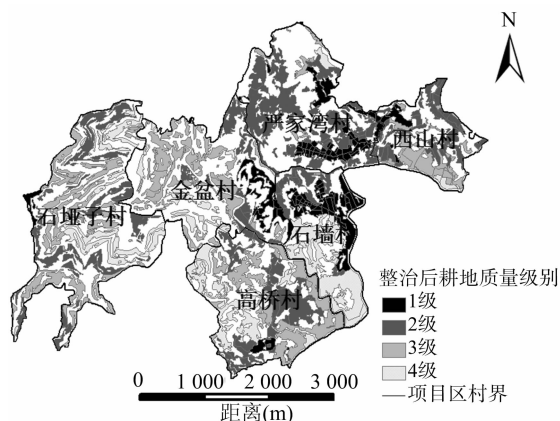 N
严家湾村
西山村
金盆村
石垭子村
石墙村
高桥村
整治后耕地质量级别
1级
2级
3级
4级
项目区村界
0 1 000 2 000 3 000
距离(m)